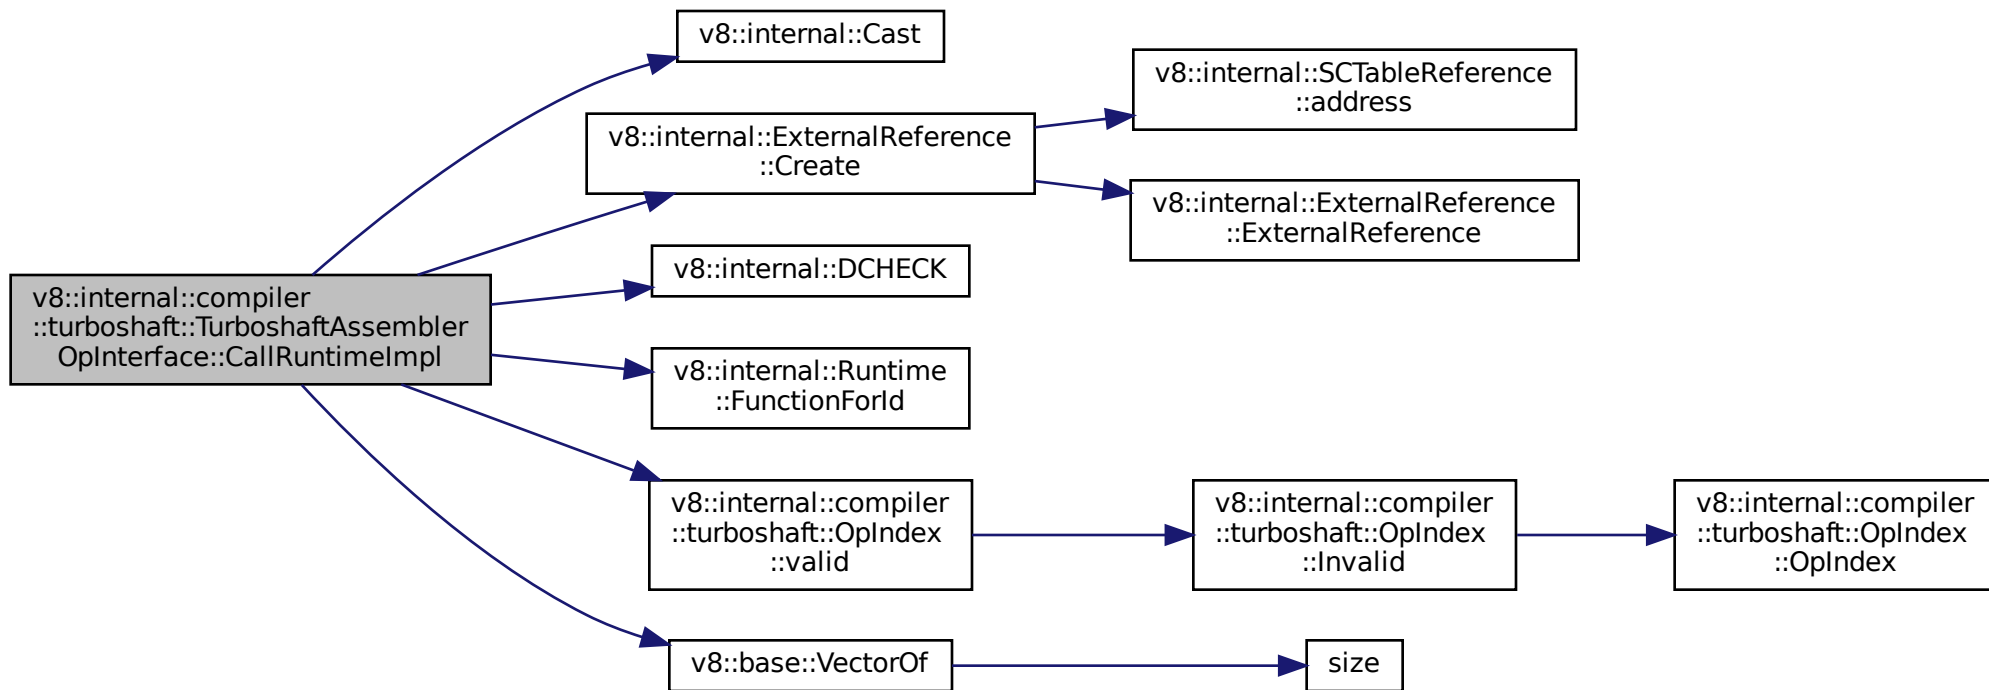 v8::internal::Cast
v8::internal::SCTableReference
::address
v8::internal::ExternalReference
::Create
v8::internal::ExternalReference
::ExternalReference
v8::internal::DCHECK
v8::internal::compiler
::turboshaft::TurboshaftAssembler
OpInterface::CallRuntimeImpl
v8::internal::Runtime
::FunctionForId
v8::internal::compiler
::turboshaft::OpIndex
::valid
v8::internal::compiler
::turboshaft::OpIndex
::Invalid
v8::internal::compiler
::turboshaft::OpIndex
::OpIndex
v8::base::VectorOf
size